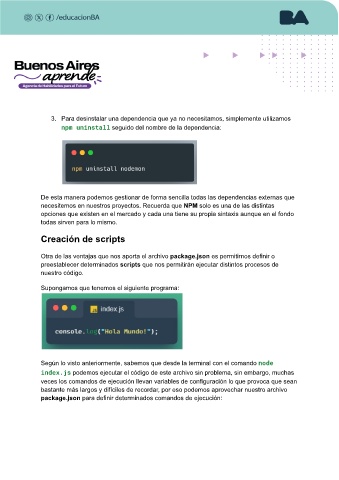 /educacionBA
BA
Buenos Aires
aprende
Agencia de Habilidades para el Futuro
3. Para desinstalar una dependencia que ya no necesitamos, simplemente utilizamos
npm uninstall seguido del nombre de la dependencia:
npm uninstall nodemon
De esta manera podemos gestionar de forma sencilla todas las dependencias externas que
necesitemos en nuestros proyectos. Recuerda que NPM solo es una de las distintas
opciones que existen en el mercado y cada una tiene su propia sintaxis aunque en el fondo
todas sirven para lo mismo.
Creación de scripts
Otra de las ventajas que nos aporta el archivo package.json es permitirnos definir o
preestablecer determinados scripts que nos permitirán ejecutar distintos procesos de
nuestro código.
Supongamos que tenemos el siguiente programa:
index.js
console.log("Hola Mundo!");
Según lo visto anteriormente, sabemos que desde la terminal con el comando node
index.js podemos ejecutar el código de este archivo sin problema, sin embargo, muchas
veces los comandos de ejecución llevan variables de configuración lo que provoca que sean
bastante más largos y difíciles de recordar, por eso podemos aprovechar nuestro archivo
package.json para definir determinados comandos de ejecución: